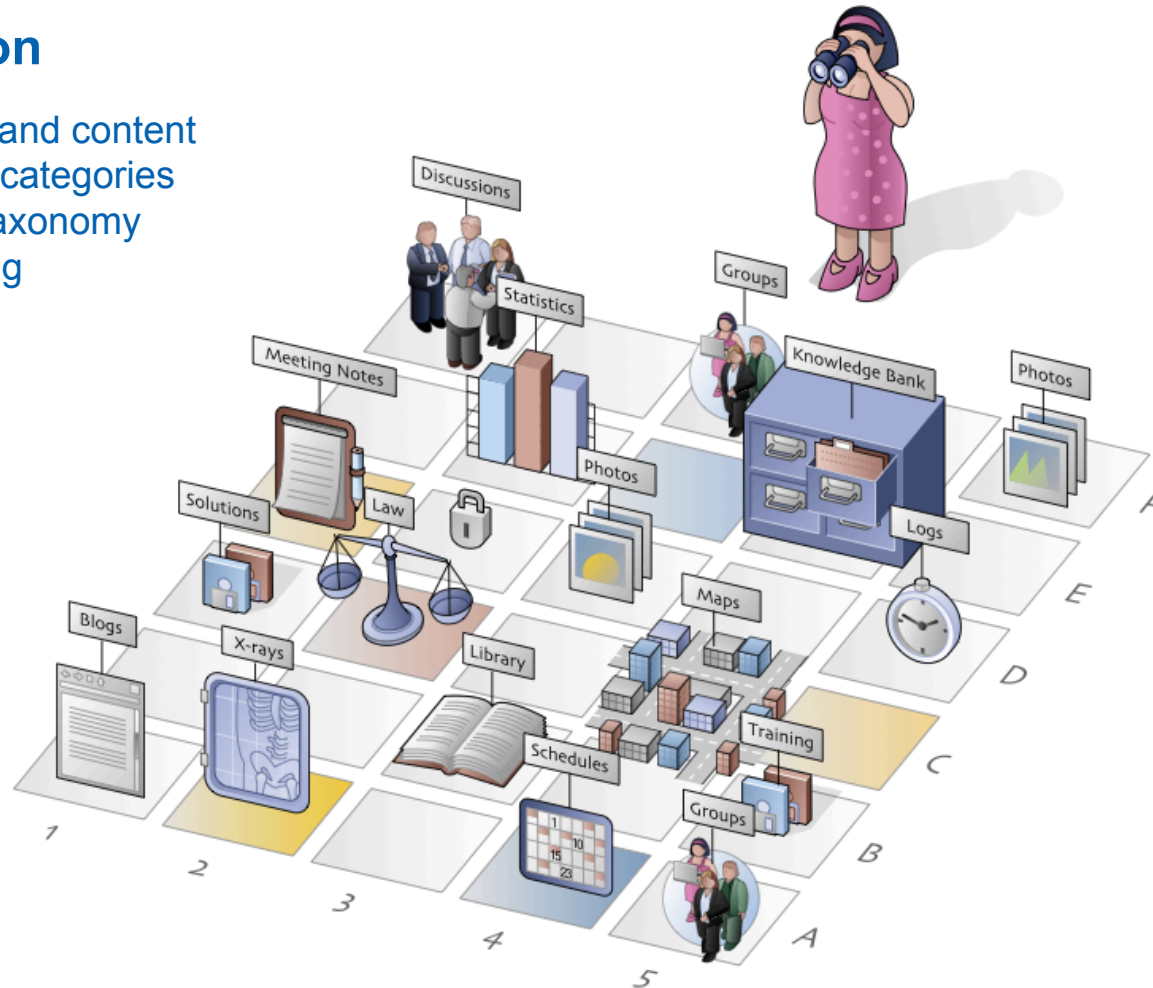 on
and content
categories
axonomy
g
Discussions
Groups
Statistics
Meeting Notes
Knowledge Bank
Photos
Photos
Solutions
Law
Logs
Maps
Blogs
X-rays
Library
Training
Schedules
Groups
1
10
15
23
1
2
3
4
5
A
B
C
D
E
F